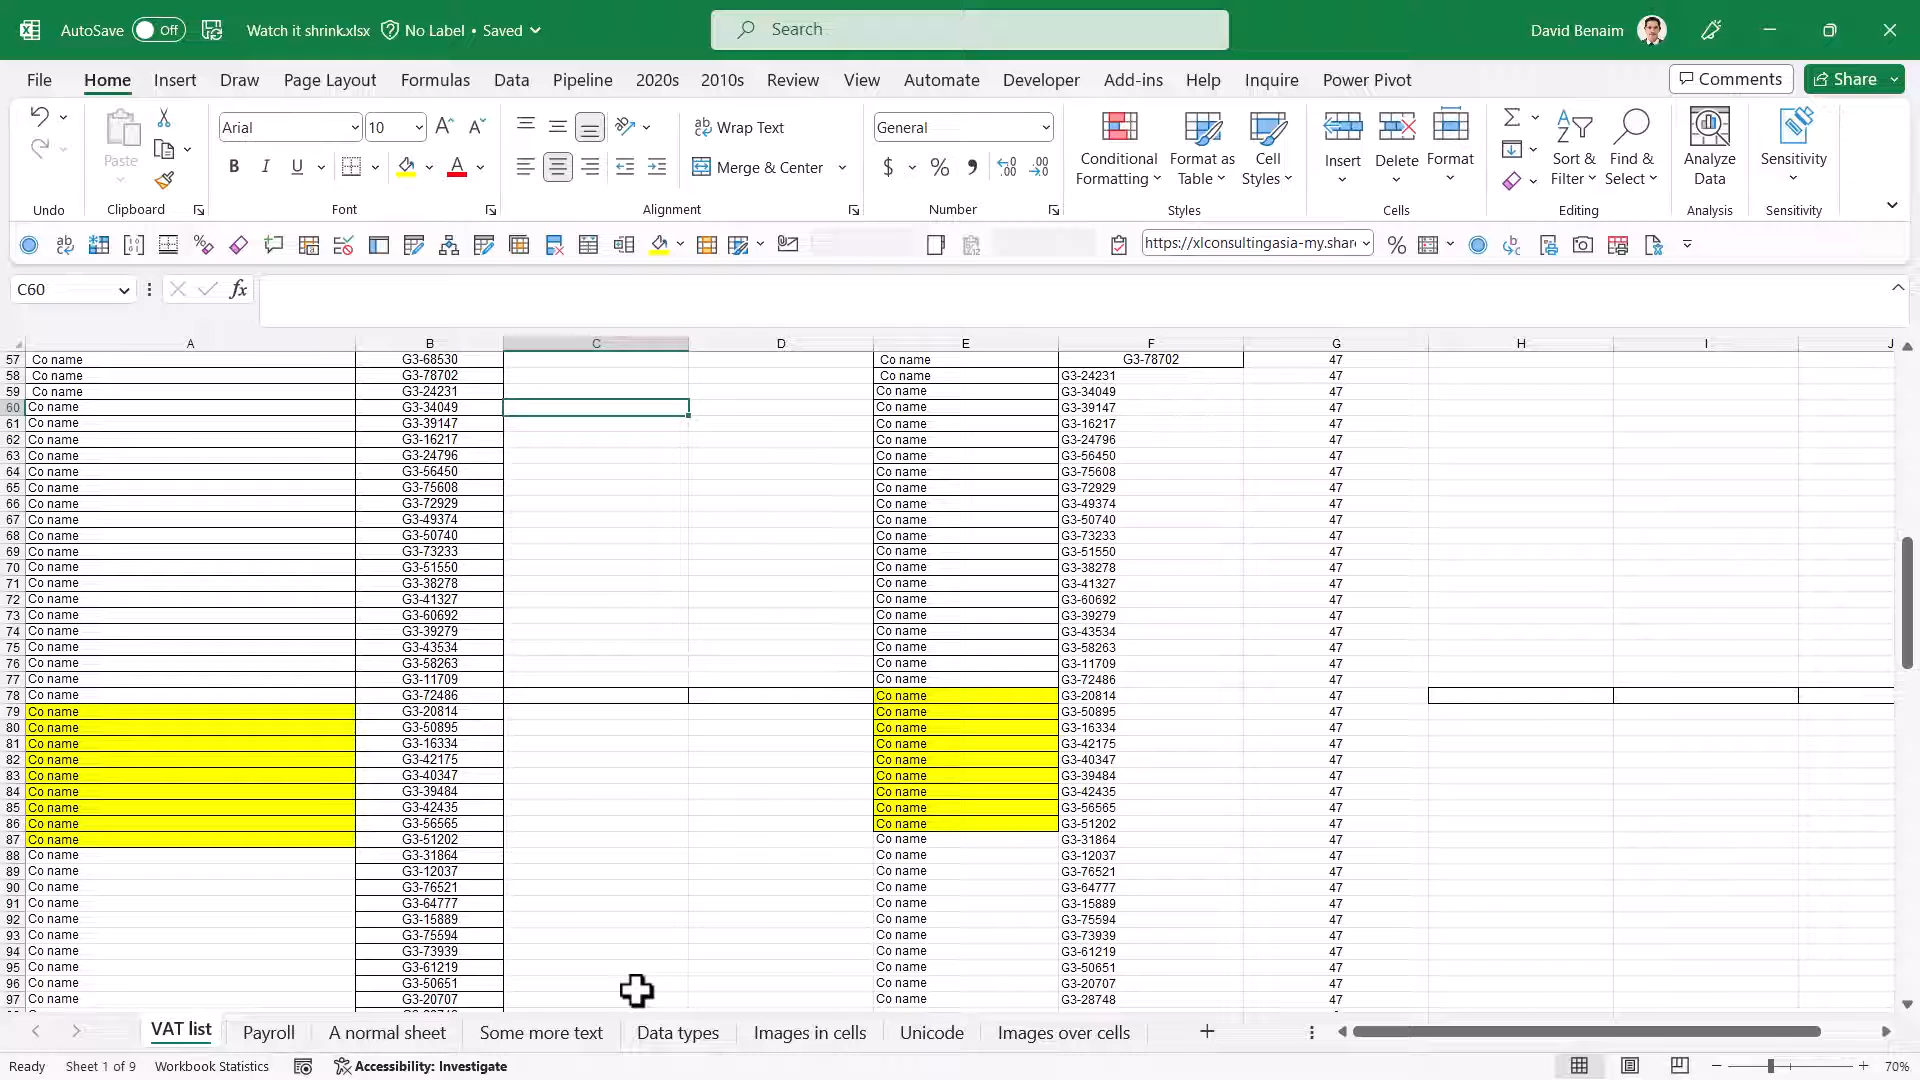 AutoSave Off Watch it shrink.xlsx No Label • Saved Search David Benaim
File Home Insert Draw Page Layout Formulas Data Pipeline 2020s 2010s Review View Automate Developer Add-ins Help Inquire Power Pivot Comments Share
Paste Arial 10 Wrap Text General
B I U Merge & Center $ %
Conditional Formatting Format as Table Cell Styles Insert Delete Format Sort & Filter Find & Select Analyze Data Sensitivity
Undo Clipboard Font Alignment Number Styles Cells Editing Analysis Sensitivity
https://xlconsultingasia-my.share
C60 fx
A B C D E F G H I J
57 Co name G3-68530 Co name G3-78702 47
58 Co name G3-78702 Co name G3-24231 47
59 Co name G3-24231 Co name G3-34049 47
60 Co name G3-34049 Co name G3-39147 47
61 Co name G3-39147 Co name G3-16217 47
62 Co name G3-16217 Co name G3-24796 47
63 Co name G3-24796 Co name G3-56450 47
64 Co name G3-56450 Co name G3-75608 47
65 Co name G3-75608 Co name G3-72929 47
66 Co name G3-72929 Co name G3-49374 47
67 Co name G3-49374 Co name G3-50740 47
68 Co name G3-50740 Co name G3-73233 47
69 Co name G3-73233 Co name G3-51550 47
70 Co name G3-51550 Co name G3-38278 47
71 Co name G3-38278 Co name G3-41327 47
72 Co name G3-41327 Co name G3-60692 47
73 Co name G3-60692 Co name G3-39279 47
74 Co name G3-39279 Co name G3-43534 47
75 Co name G3-43534 Co name G3-58263 47
76 Co name G3-58263 Co name G3-11709 47
77 Co name G3-11709 Co name G3-72486 47
78 Co name G3-72486 Co name G3-20814 47
79 Co name G3-20814 Co name G3-50895 47
80 Co name G3-50895 Co name G3-16334 47
81 Co name G3-16334 Co name G3-42175 47
82 Co name G3-42175 Co name G3-40347 47
83 Co name G3-40347 Co name G3-39484 47
84 Co name G3-39484 Co name G3-42435 47
85 Co name G3-42435 Co name G3-56565 47
86 Co name G3-56565 Co name G3-51202 47
87 Co name G3-51202 Co name G3-31864 47
88 Co name G3-31864 Co name G3-12037 47
89 Co name G3-12037 Co name G3-76521 47
90 Co name G3-76521 Co name G3-64777 47
91 Co name G3-64777 Co name G3-15889 47
92 Co name G3-15889 Co name G3-75594 47
93 Co name G3-75594 Co name G3-73939 47
94 Co name G3-73939 Co name G3-61219 47
95 Co name G3-61219 Co name G3-50651 47
96 Co name G3-50651 Co name G3-20707 47
97 Co name G3-20707 Co name G3-28748 47
VAT list Payroll A normal sheet Some more text Data types Images in cells Unicode Images over cells
Ready Sheet 1 of 9 Workbook Statistics Accessibility: Investigate 70%